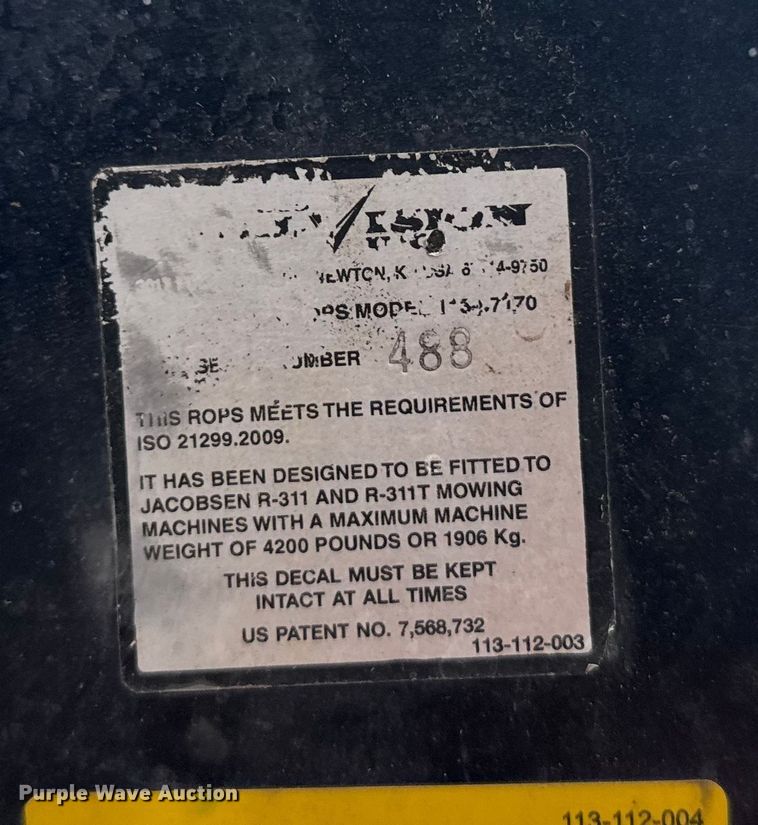 NEWTON, K
-9750
MODEL
NUMBER 488
THIS ROPS MEETS THE REQUIREMENTS OF
ISO 21299.2009.
IT HAS BEEN DESIGNED TO BE FITTED TO
JACOBSEN R-311 AND R-311T MOWING
MACHINES WITH A MAXIMUM MACHINE
WEIGHT OF 4200 POUNDS OR 1906 Kg.
THIS DECAL MUST BE KEPT
INTACT AT ALL TIMES
US PATENT NO. 7,568,732
113-112-003
Purple Wave Auction
113-112-004